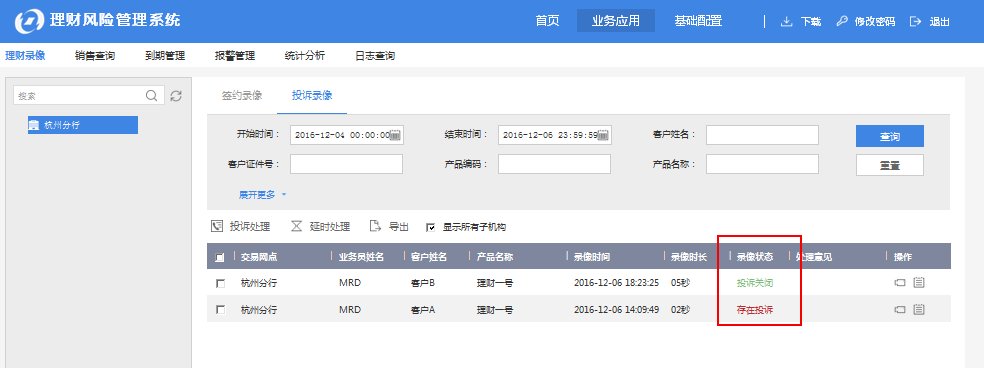 理财风险管理系统 首页 业务应用 基础配置 下载 修改密码 退出
理财录像 销售查询 到期管理 报警管理 统计分析 日志查询
搜索
杭州分行
签约录像 投诉录像
开始时间： 2016-12-04 00:00:00 结束时间： 2016-12-06 23:59:59 客户姓名： 查询
客户证件号： 产品编码： 产品名称： 重置
展开更多
投诉处理 延时处理 导出 显示所有子机构
交易网点 业务员姓名 客户姓名 产品名称 录像时间 录像时长 录像状态 处理意见 操作
杭州分行 MRD 客户B 理财一号 2016-12-06 18:23:25 05秒 投诉关闭
杭州分行 MRD 客户A 理财一号 2016-12-06 14:09:49 02秒 存在投诉